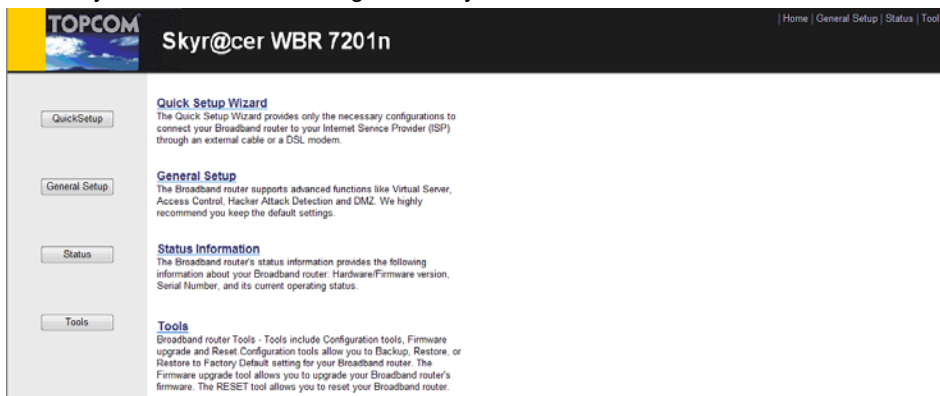 TOPCOM
| Home | General Setup | Status | Tool
Skyr@cer WBR 7201n
QuickSetup
Quick Setup Wizard
The Quick Setup Wizard provides only the necessary configurations to
connect your Broadband router to your Internet Service Provider (ISP)
through an external cable or a DSL modem.
General Setup
General Setup
The Broadband router supports advanced functions like Virtual Server,
Access Control, Hacker Attack Detection and DMZ. We highly
recommend you keep the default settings.
Status
Status Information
The Broadband router's status information provides the following
information about your Broadband router: Hardware/Firmware version,
Serial Number, and its current operating status.
Tools
Tools
Broadband router Tools - Tools include Configuration tools, Firmware
upgrade and Reset.Configuration tools allow you to Backup, Restore, or
Restore to Factory Default setting for your Broadband router. The
Firmware upgrade tool allows you to upgrade your Broadband router's
firmware. The RESET tool allows you to reset your Broadband router.